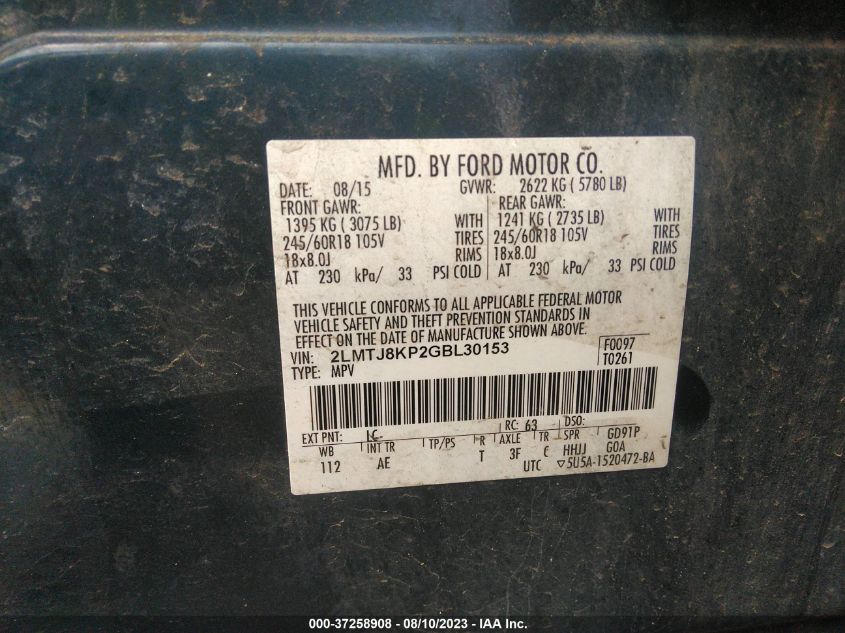 MFD. BY FORD MOTOR CO.
DATE: 08/15 GVWR: 2622 KG ( 5780 LB)
FRONT GAWR: REAR GAWR:
1395 KG ( 3075 LB) WITH 1241 KG ( 2735 LB) WITH
245/60R18 105V TIRES 245/60R18 105V TIRES
18x8.0J RIMS 18x8.0J RIMS
AT 230 kPa/ 33 PSI COLD AT 230 kPa/ 33 PSI COLD
THIS VEHICLE CONFORMS TO ALL APPLICABLE FEDERAL MOTOR
VEHICLE SAFETY AND THEFT PREVENTION STANDARDS IN
EFFECT ON THE DATE OF MANUFACTURE SHOWN ABOVE.
VIN: 2LMTJ8KP2GBL30153 F0097
TYPE: MPV T0261
EXT PNT: RC: 63 DSO:
WB INT TR TP/PS R AXLE TR SPR GD91P
112 AE T 3F HHJJ GOA
UTC ▽5U5A-1520472-BA
000-37258908 - 08/10/2023 - IAA Inc.